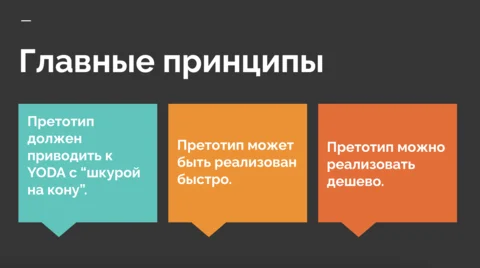 Главные принципы
Претотип
должен
приводить к
YODA с “шкурой
на кону”.
Претотип может
быть реализован
быстро.
Претотип можно
реализовать
дешево.